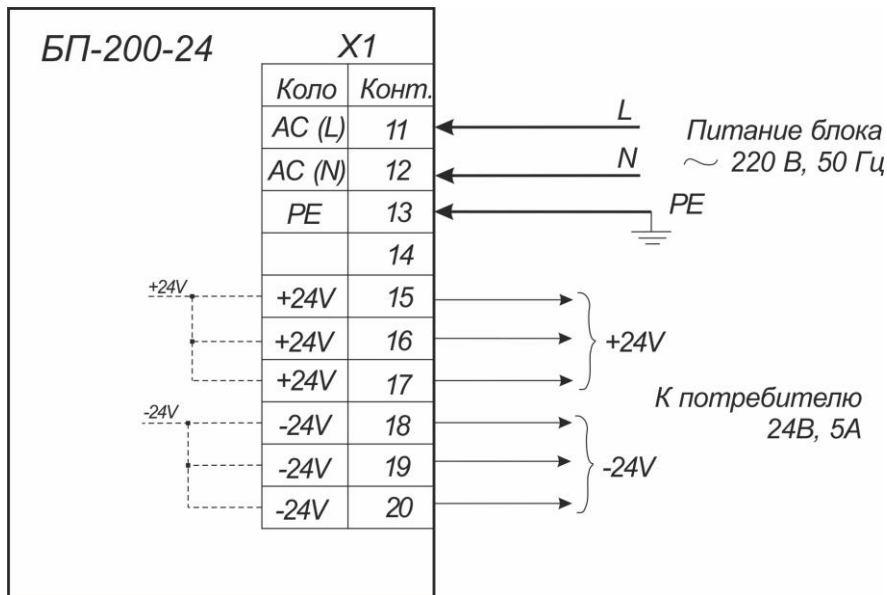 БП-200-24
X1
Коло Конт.
AC (L) 11
AC (N) 12
PE 13
14
+24V 15
+24V 16
+24V 17
-24V 18
-24V 19
-24V 20
+24V
-24V
L
N
PE
Питание блока
~ 220 В, 50 Гц
+24V
-24V
К потребителю
24В, 5А